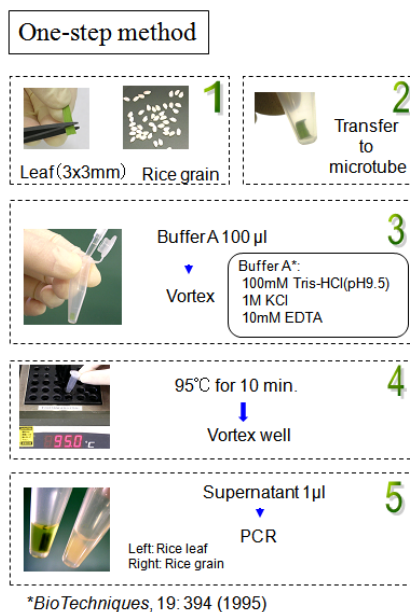 One-step method
1
Leaf(3x3mm)
Rice grain
2
Transfer
to
microtube
3
Buffer A 100 μl
Vortex
Buffer A*:
100mM Tris-HCl(pH9.5)
1M KCl
10mM EDTA
4
95℃ for 10 min.
Vortex well
95.0 ℃
5
Supernatant 1μl
PCR
Left: Rice leaf
Right: Rice grain
*BioTechniques, 19: 394 (1995)